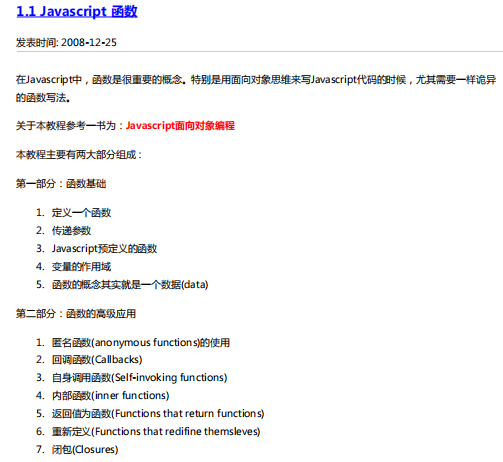 1.1 Javascript 函数
发表时间: 2008-12-25
在Javascript中，函数是很重要的概念。特别是用面向对象思维来写Javascript代码的时候，尤其需要一样诡异
的函数写法。
关于本教程参考一书为：Javascript面向对象编程
本教程主要有两大部分组成：
第一部分：函数基础
1. 定义一个函数
2. 传递参数
3. Javascript预定义的函数
4. 变量的作用域
5. 函数的概念其实就是一个数据(data)
第二部分：函数的高级应用
1. 匿名函数(anonymous functions)的使用
2. 回调函数(Callbacks)
3. 自身调用函数(Self-invoking functions)
4. 内部函数(inner functions)
5. 返回值为函数(Functions that return functions)
6. 重新定义(Functions that redifine themsleves)
7. 闭包(Closures)